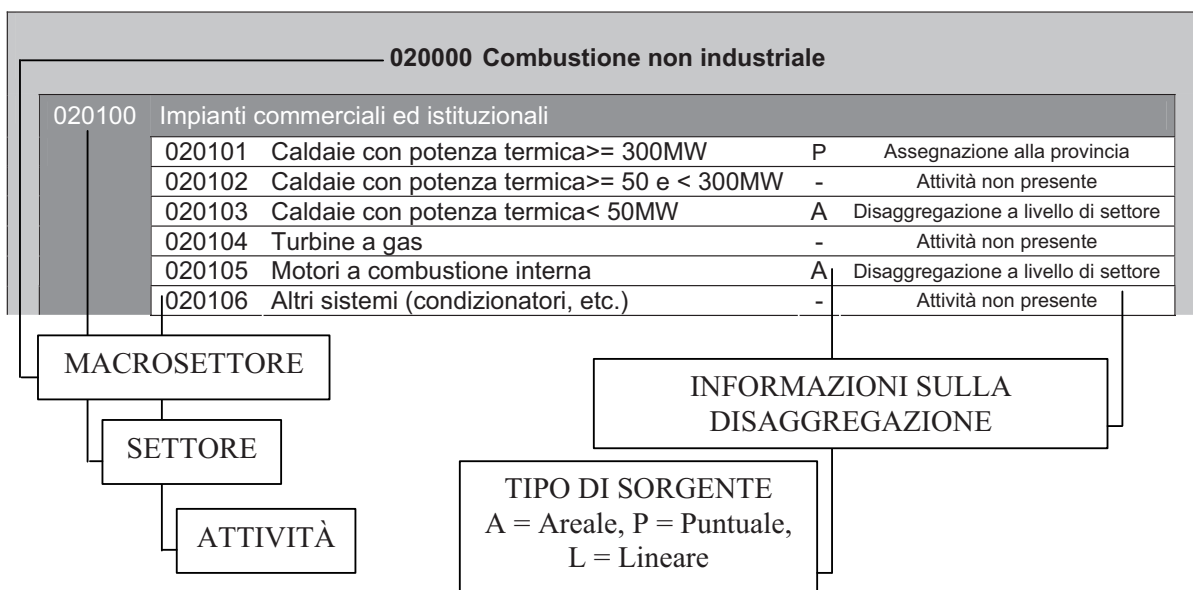 020000 Combustione non industriale
020100 Impianti commerciali ed istituzionali
020101 Caldaie con potenza termica>= 300MW P Assegnazione alla provincia
020102 Caldaie con potenza termica>= 50 e < 300MW - Attività non presente
020103 Caldaie con potenza termica< 50MW A Disaggregazione a livello di settore
020104 Turbine a gas - Attività non presente
020105 Motori a combustione interna A Disaggregazione a livello di settore
020106 Altri sistemi (condizionatori, etc.) - Attività non presente
MACROSETTORE
SETTORE
ATTIVITÀ
INFORMAZIONI SULLA
DISAGGREGAZIONE
TIPO DI SORGENTE
A = Areale, P = Puntuale,
L = Lineare